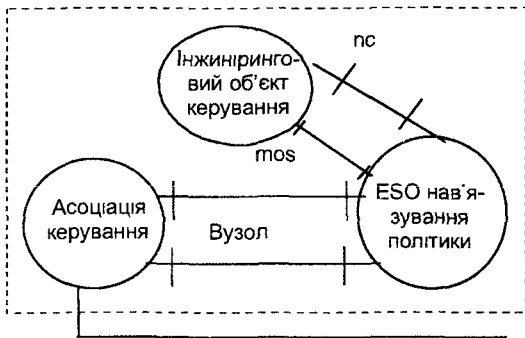 nc
Інжиніринго-
вий об'єкт
керування
mos
ESO нав'я-
зування
політики
Асоціація
керування
Вузол